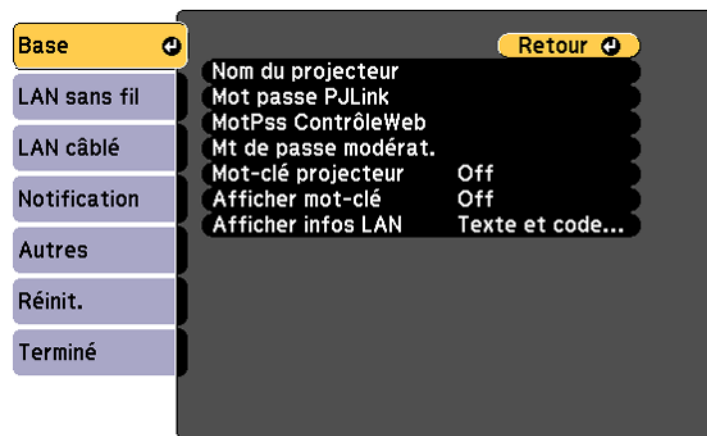 Base
LAN sans fil
LAN câblé
Notification
Autres
Réinit.
Terminé
Retour
Nom du projecteur
Mot passe PJLink
MotPss ContrôleWeb
Mt de passe modérat.
Mot-clé projecteur Off
Afficher mot-clé Off
Afficher infos LAN Texte et code...